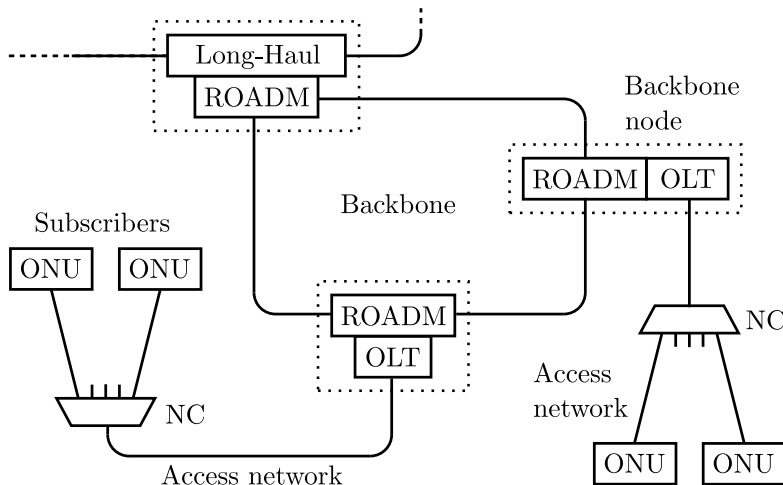 Long-Haul
ROADM
Backbone
node
ROADM
OLT
Backbone
Subscribers
ONU
ONU
ROADM
OLT
NC
NC
Access
network
Access network
ONU
ONU